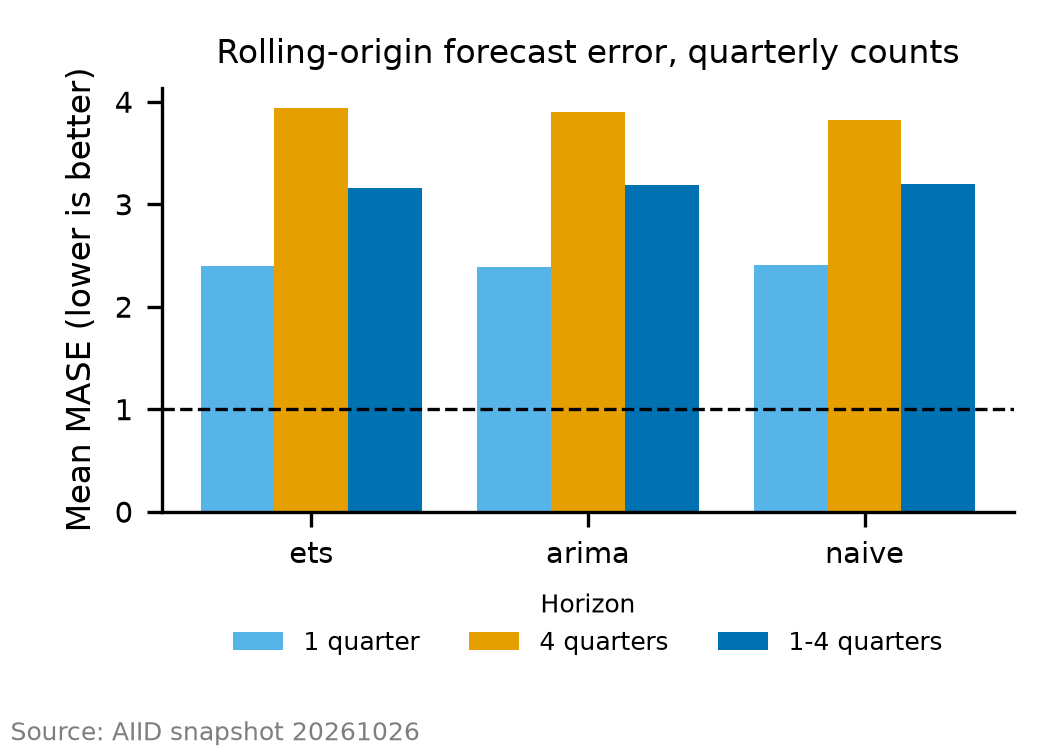 Rolling-origin forecast error, quarterly counts
Mean MASE (lower is better)
4
3
2
1
0
ets arima naive
Horizon
1 quarter 4 quarters 1-4 quarters
Source: AIID snapshot 20261026